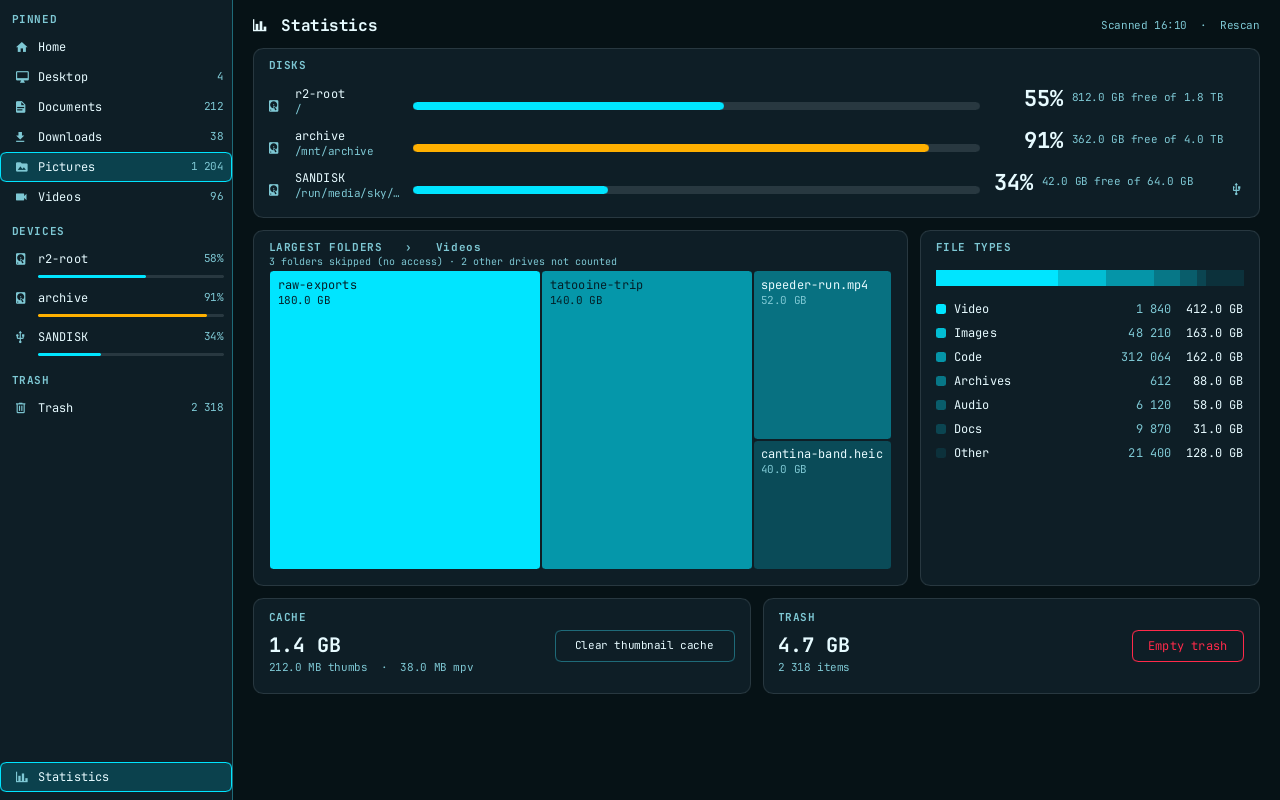 PINNED
Home
Desktop 4
Documents 212
Downloads 38
Pictures 1 204
Videos 96
DEVICES
r2-root 58%
archive 91%
SANDISK 34%
TRASH
Trash 2 318
Statistics
Statistics
Scanned 16:10 · Rescan
DISKS
r2-root
/
55% 812.0 GB free of 1.8 TB
archive
/mnt/archive
91% 362.0 GB free of 4.0 TB
SANDISK
/run/media/sky/…
34% 42.0 GB free of 64.0 GB
LARGEST FOLDERS › Videos
3 folders skipped (no access) · 2 other drives not counted
raw-exports
180.0 GB
tatooine-trip
140.0 GB
speeder-run.mp4
52.0 GB
cantina-band.heic
40.0 GB
FILE TYPES
Video 1 840 412.0 GB
Images 48 210 163.0 GB
Code 312 064 162.0 GB
Archives 612 88.0 GB
Audio 6 120 58.0 GB
Docs 9 870 31.0 GB
Other 21 400 128.0 GB
CACHE
1.4 GB
212.0 MB thumbs · 38.0 MB mpv
Clear thumbnail cache
TRASH
4.7 GB
2 318 items
Empty trash